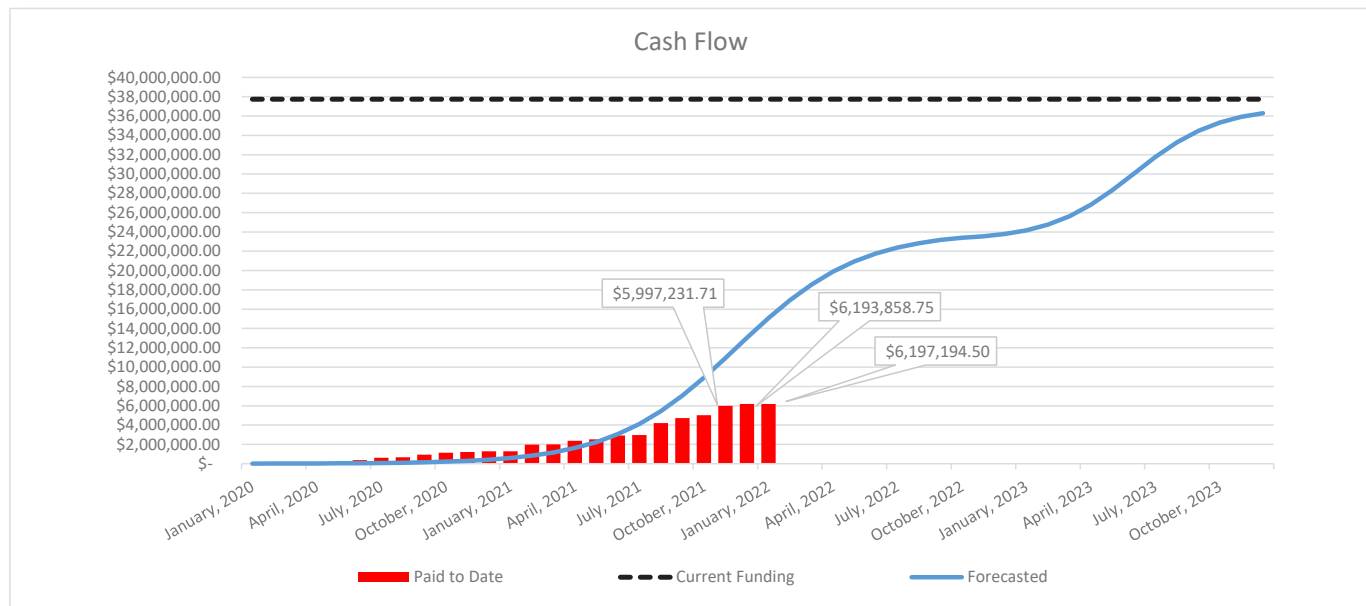 Cash Flow
$40,000,000.00
$38,000,000.00
$36,000,000.00
$34,000,000.00
$32,000,000.00
$30,000,000.00
$28,000,000.00
$26,000,000.00
$24,000,000.00
$22,000,000.00
$20,000,000.00
$18,000,000.00
$16,000,000.00
$14,000,000.00
$12,000,000.00
$10,000,000.00
$8,000,000.00
$6,000,000.00
$4,000,000.00
$2,000,000.00
$-
$5,997,231.71
$6,193,858.75
$6,197,194.50
January, 2020
April, 2020
July, 2020
October, 2020
January, 2021
April, 2021
July, 2021
October, 2021
January, 2022
April, 2022
July, 2022
October, 2022
January, 2023
April, 2023
July, 2023
October, 2023
Paid to Date
Current Funding
Forecasted